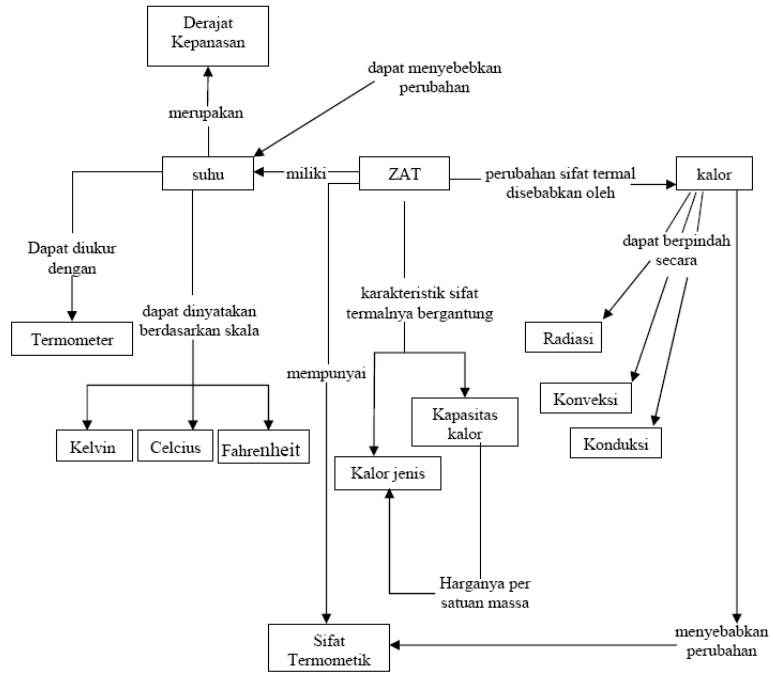 Derajat
Kepanasan
dapat menyebebkan
perubahan
merupakan
suhu
miliki
ZAT
perubahan sifat termal
disebabkan oleh
kalor
Dapat diukur
dengan
dapat berpindah
secara
karakteristik sifat
termalnya bergantung
dapat dinyatakan
berdasarkan skala
Termometer
Radiasi
mempunyai
Konveksi
Kapasitas
kalor
Konduksi
Kelvin
Celcius
Fahrenheit
Kalor jenis
Harganya per
satuan massa
Sifat
Termometik
menyebabkan
perubahan